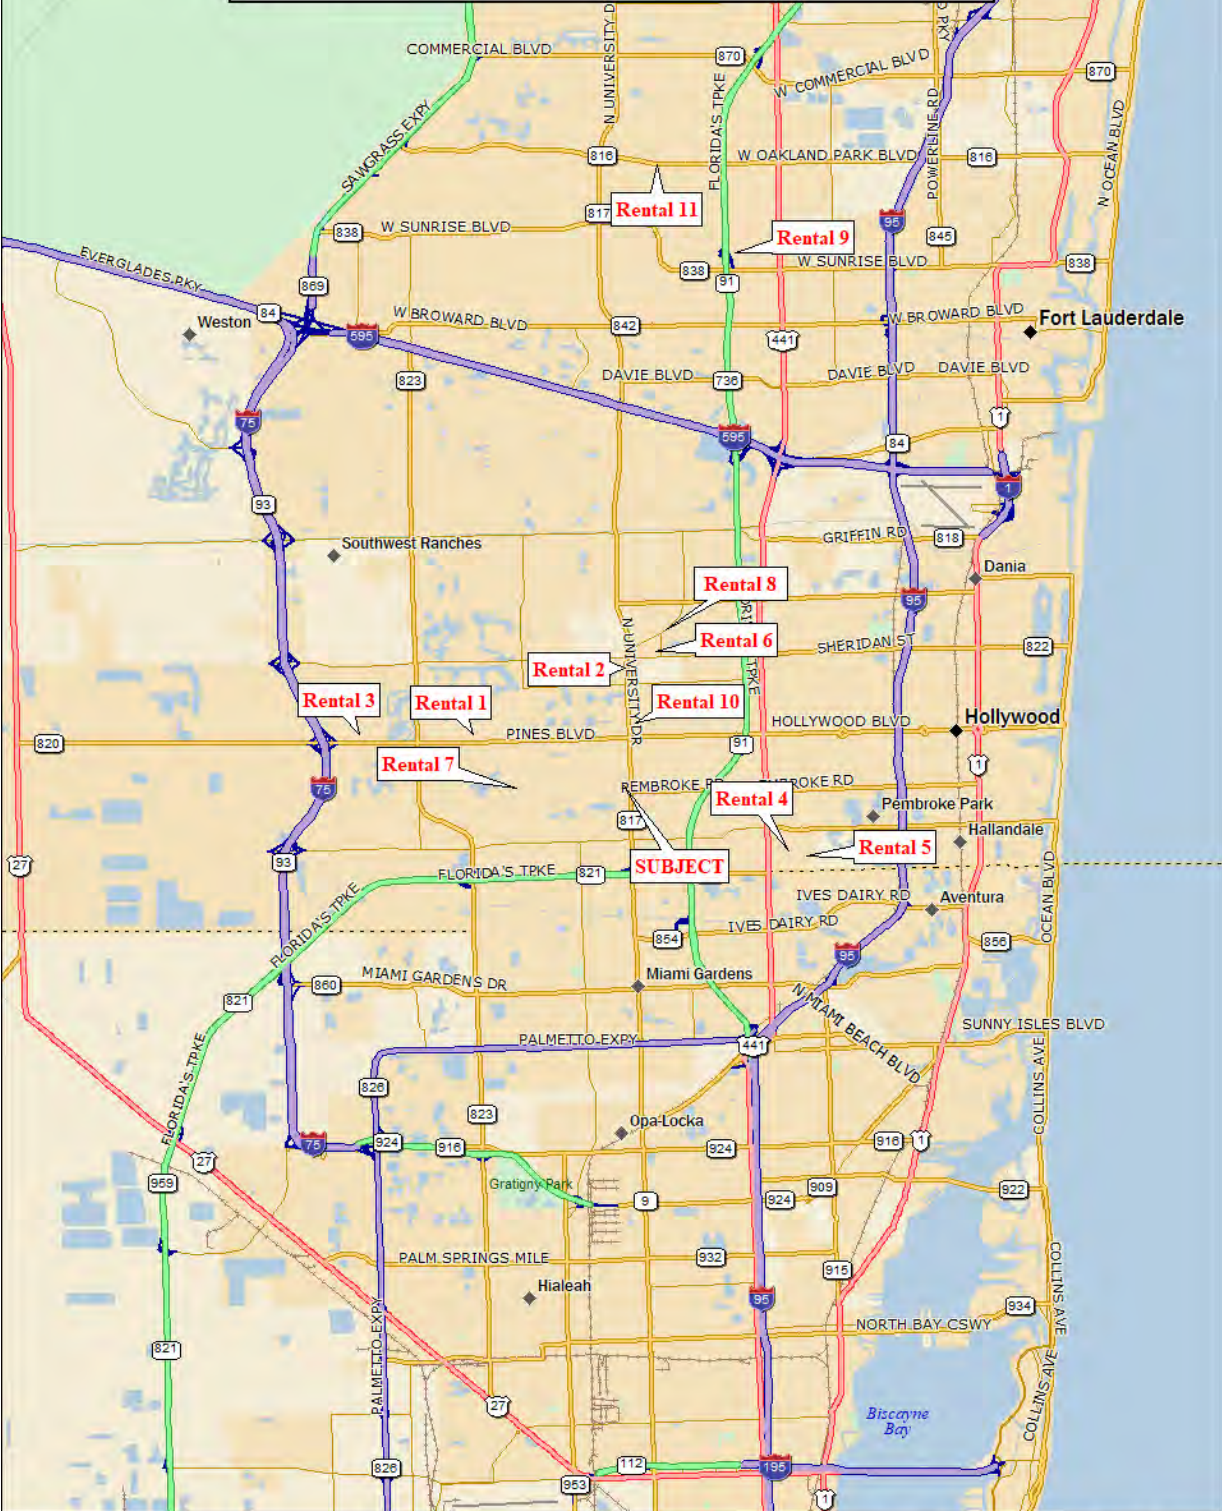 COMMERCIAL BLVD
870
W COMMERCIAL BLVD
870
N UNIVERSITY D
FLORIDA'S TPKE
POWERLINE RD
D PKY
N OCEAN BLVD
SAWGRASS EXPY
816
W OAKLAND PARK BLVD
816
817
Rental 11
838
W SUNRISE BLVD
95
845
Rental 9
838
91
W SUNRISE BLVD
838
EVERGLADES PKY
869
84
Weston
595
W BROWARD BLVD
842
441
W BROWARD BLVD
Fort Lauderdale
823
DAVIE BLVD
736
DAVIE BLVD
DAVIE BLVD
75
1
595
84
93
1
Southwest Ranches
GRIFFIN RD
818
Dania
Rental 8
95
N UNIVERSITY DR
Rental 6
SHERIDAN ST
822
Rental 2
TPKE
Rental 3
Rental 1
Rental 10
HOLLYWOOD BLVD
Hollywood
820
PINES BLVD
91
1
Rental 7
75
PEMBROKE RD
Rental 4
Pembroke Park
817
Hallandale
27
93
SUBJECT
Rental 5
FLORIDA'S TPKE
821
OCEAN BLVD
IVES DAIRY RD
Aventura
FLORIDA'S TPKE
854
IVES DAIRY RD
856
95
MIAMI GARDENS DR
860
Miami Gardens
821
N MIAMI BEACH BLVD
SUNNY ISLES BLVD
PALMETTO EXPY
441
FLORIDA'S TPKE
826
COLLINS AVE
823
Opa-Locka
75
924
916
924
916
1
27
959
Gratigny Park
9
924
909
922
PALM SPRINGS MILE
932
915
COLLINS AVE
Hialeah
95
934
NORTH BAY CSWY
821
PALMETTO EXPY
27
COLLINS AVE
Biscayne
Bay
826
112
195
953
1